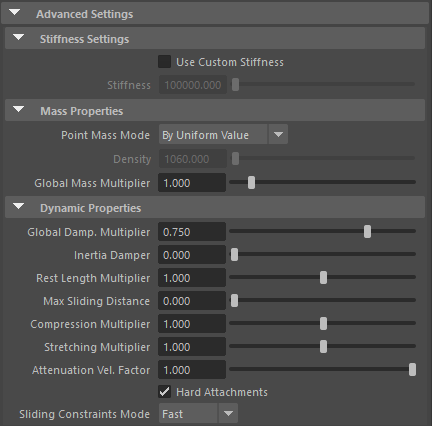 Advanced Settings
Stiffness Settings
Use Custom Stiffness
Stiffness 100000.000
Mass Properties
Point Mass Mode By Uniform Value
Density 1060.000
Global Mass Multiplier 1.000
Dynamic Properties
Global Damp. Multiplier 0.750
Inertia Damper 0.000
Rest Length Multiplier 1.000
Max Sliding Distance 0.000
Compression Multiplier 1.000
Stretching Multiplier 1.000
Attenuation Vel. Factor 1.000
Hard Attachments
Sliding Constraints Mode Fast